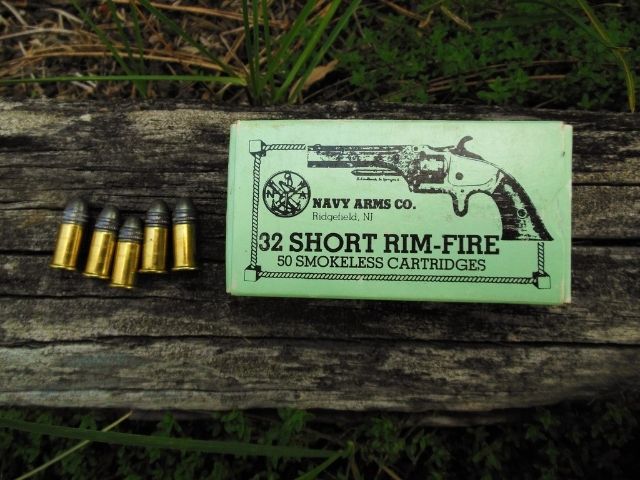 NAVY ARMS CO.
Ridgefield, NJ
32 SHORT RIM-FIRE
50 SMOKELESS CARTRIDGES